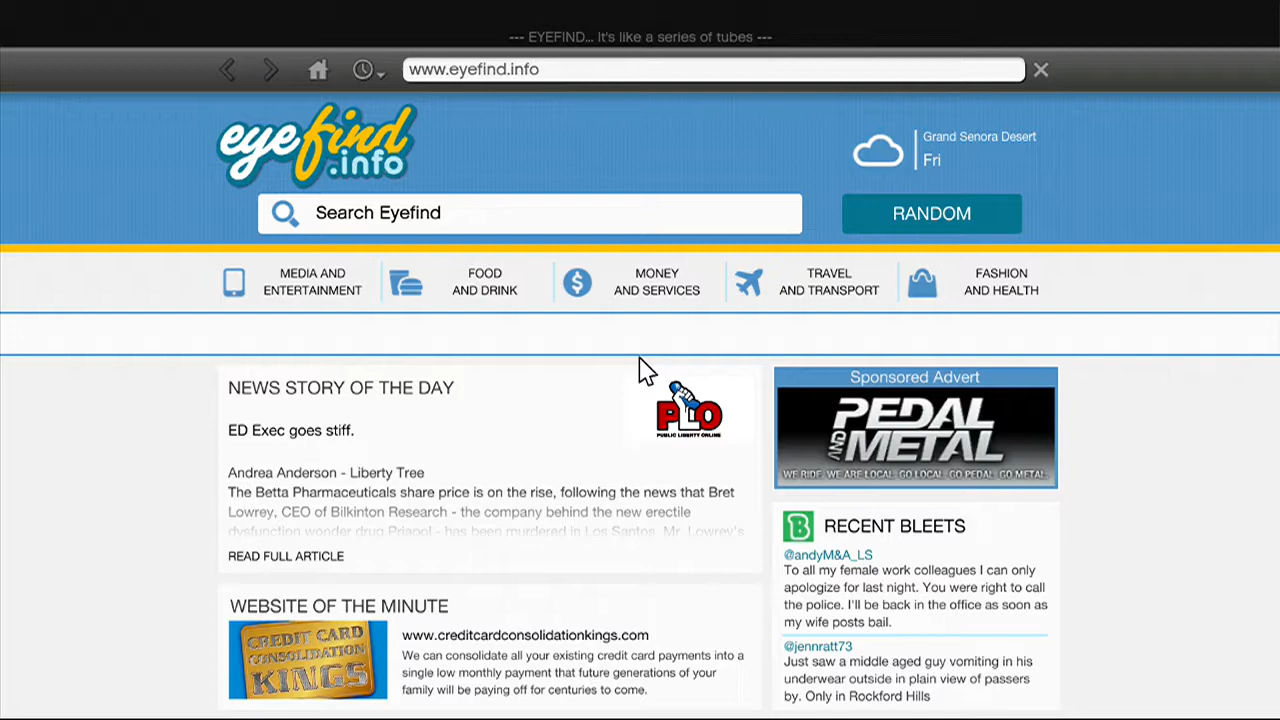 --- EYEFIND... It's like a series of tubes ---
www.eyefind.info
eyefind
.info
Grand Senora Desert
Fri
Search Eyefind
RANDOM
MEDIA AND
ENTERTAINMENT
FOOD
AND DRINK
MONEY
AND SERVICES
TRAVEL
AND TRANSPORT
FASHION
AND HEALTH
NEWS STORY OF THE DAY
PLO
PUBLIC LIBERTY ONLINE
ED Exec goes stiff.
Andrea Anderson - Liberty Tree
The Betta Pharmaceuticals share price is on the rise, following the news that Bret
Lowrey, CEO of Bilkinton Research - the company behind the new erectile
dysfunction wonder drug Priapol - has been murdered in Los Santos. Mr. Lowrey's
READ FULL ARTICLE
WEBSITE OF THE MINUTE
CREDIT CARD
CONSOLIDATION
KINGS
www.creditcardconsolidationkings.com
We can consolidate all your existing credit card payments into a
single low monthly payment that future generations of your
family will be paying off for centuries to come.
Sponsored Advert
PEDAL
AND
METAL
WE RIDE. WE ARE LOCAL. GO LOCAL. GO PEDAL. GO METAL.
RECENT BLEETS
@andyM&A_LS
To all my female work colleagues I can only
apologize for last night. You were right to call
the police. I'll be back in the office as soon as
my wife posts bail.
@jennratt73
Just saw a middle aged guy vomiting in his
underwear outside in plain view of passers
by. Only in Rockford Hills